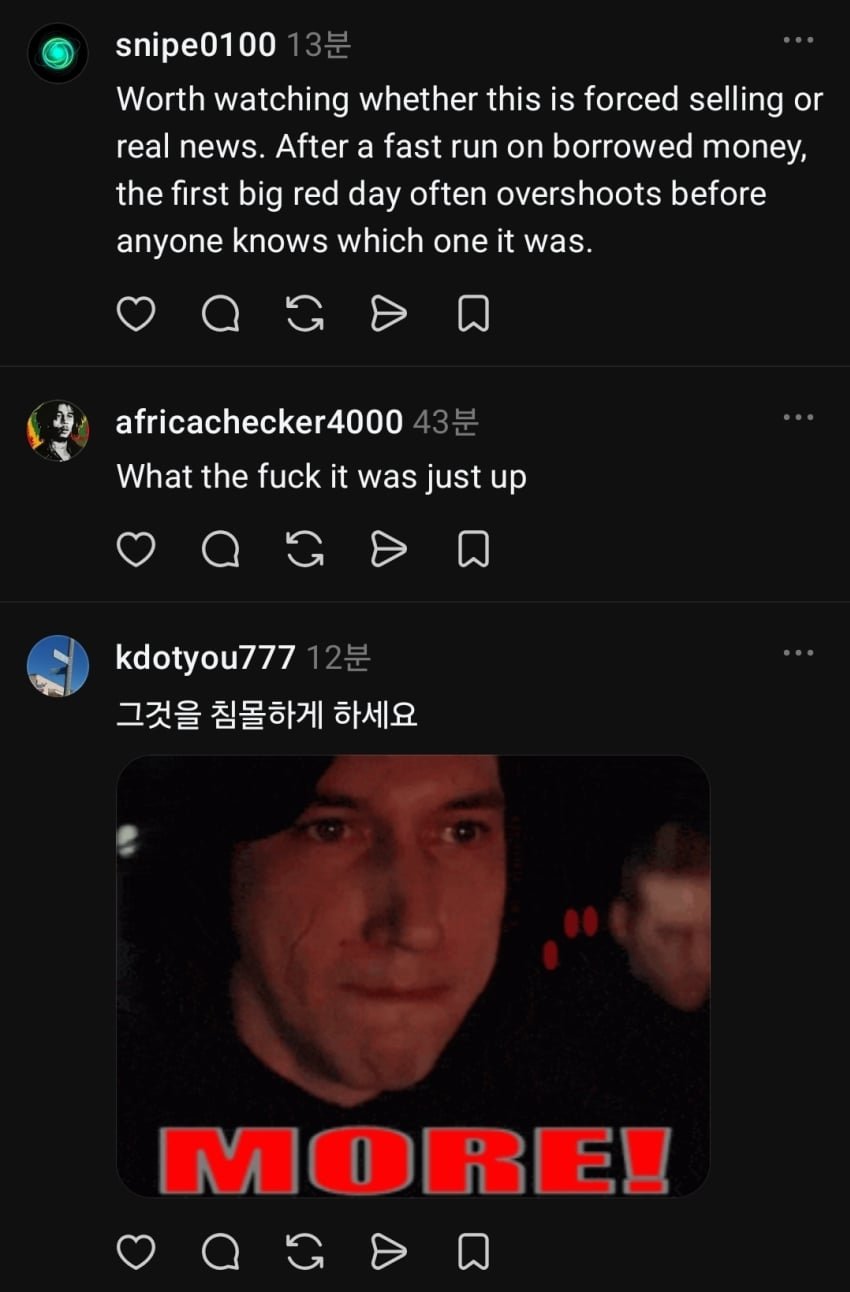 snipe0100 13분
Worth watching whether this is forced selling or
real news. After a fast run on borrowed money,
the first big red day often overshoots before
anyone knows which one it was.
africachecker4000 43분
What the fuck it was just up
kdotyou777 12분
그것을 침몰하게 하세요
MORE!